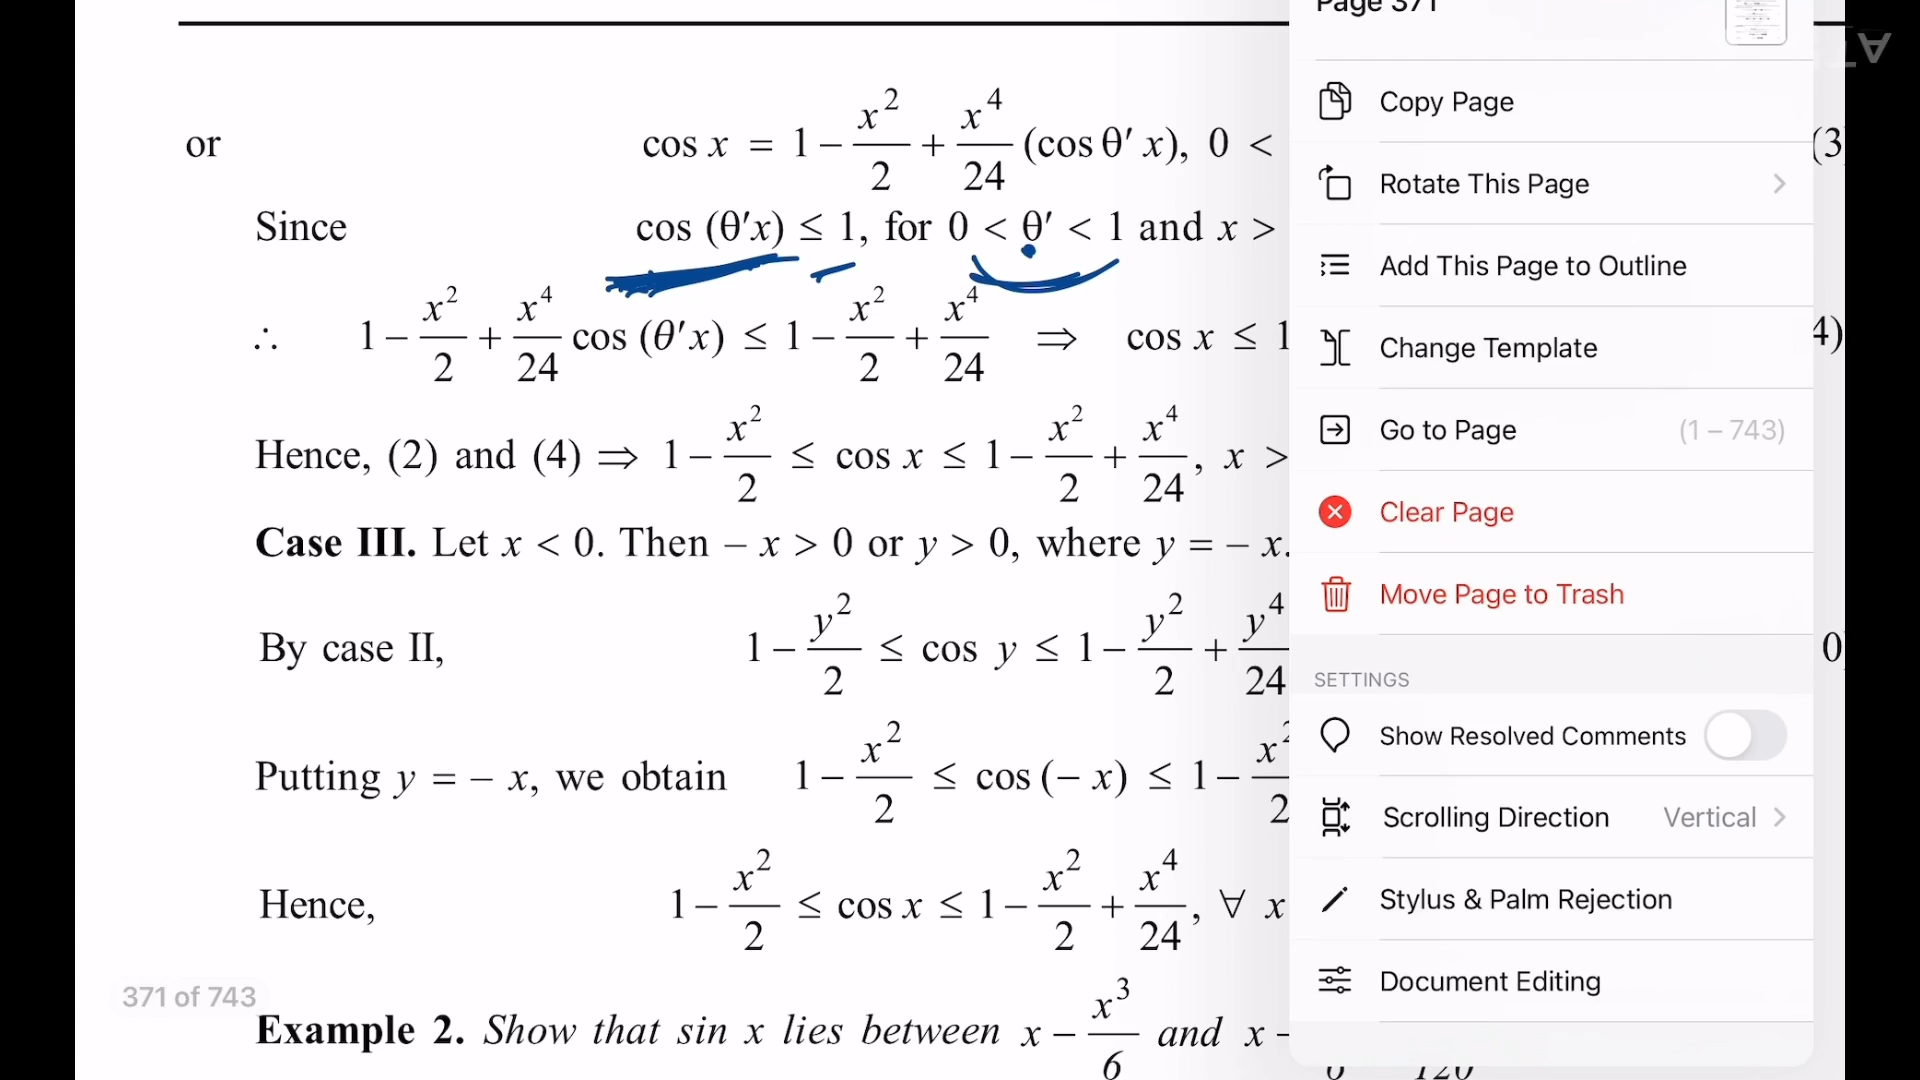 Page 371
or cos x = 1 − x²/2 + x⁴/24 (cos θ′ x), 0 < (3
Copy Page
Rotate This Page
Since cos (θ′x) ≤ 1, for 0 < θ′ < 1 and x >
Add This Page to Outline
∴ 1 − x²/2 + x⁴/24 cos (θ′x) ≤ 1 − x²/2 + x⁴/24 ⇒ cos x ≤ 1 4)
Change Template
Go to Page (1 – 743)
Hence, (2) and (4) ⇒ 1 − x²/2 ≤ cos x ≤ 1 − x²/2 + x⁴/24, x >
Clear Page
Case III. Let x < 0. Then − x > 0 or y > 0, where y = − x.
Move Page to Trash
By case II, 1 − y²/2 ≤ cos y ≤ 1 − y²/2 + y⁴/24 0
SETTINGS
Show Resolved Comments
Putting y = − x, we obtain 1 − x²/2 ≤ cos (− x) ≤ 1 − x²/2
Scrolling Direction Vertical
Hence, 1 − x²/2 ≤ cos x ≤ 1 − x²/2 + x⁴/24, ∀ x
Stylus & Palm Rejection
Document Editing
371 of 743
Example 2. Show that sin x lies between x − x³/6 and x −
6 120